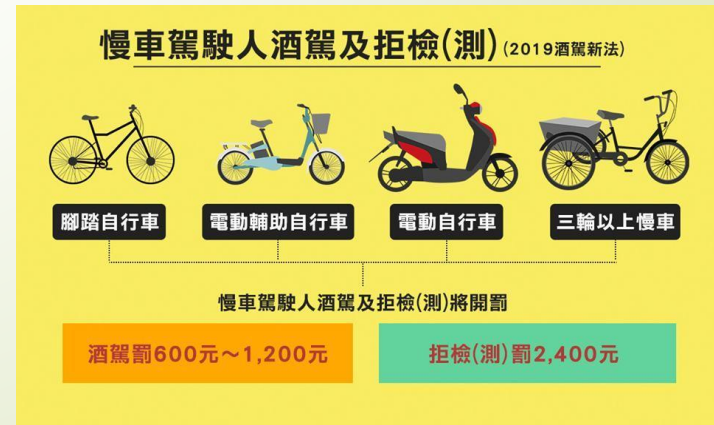 慢車駕駛人酒駕及拒檢(測)(2019酒駕新法)
腳踏自行車 電動輔助自行車 電動自行車 三輪以上慢車
慢車駕駛人酒駕及拒檢(測)將開罰
酒駕罰600元～1,200元 拒檢(測)罰2,400元